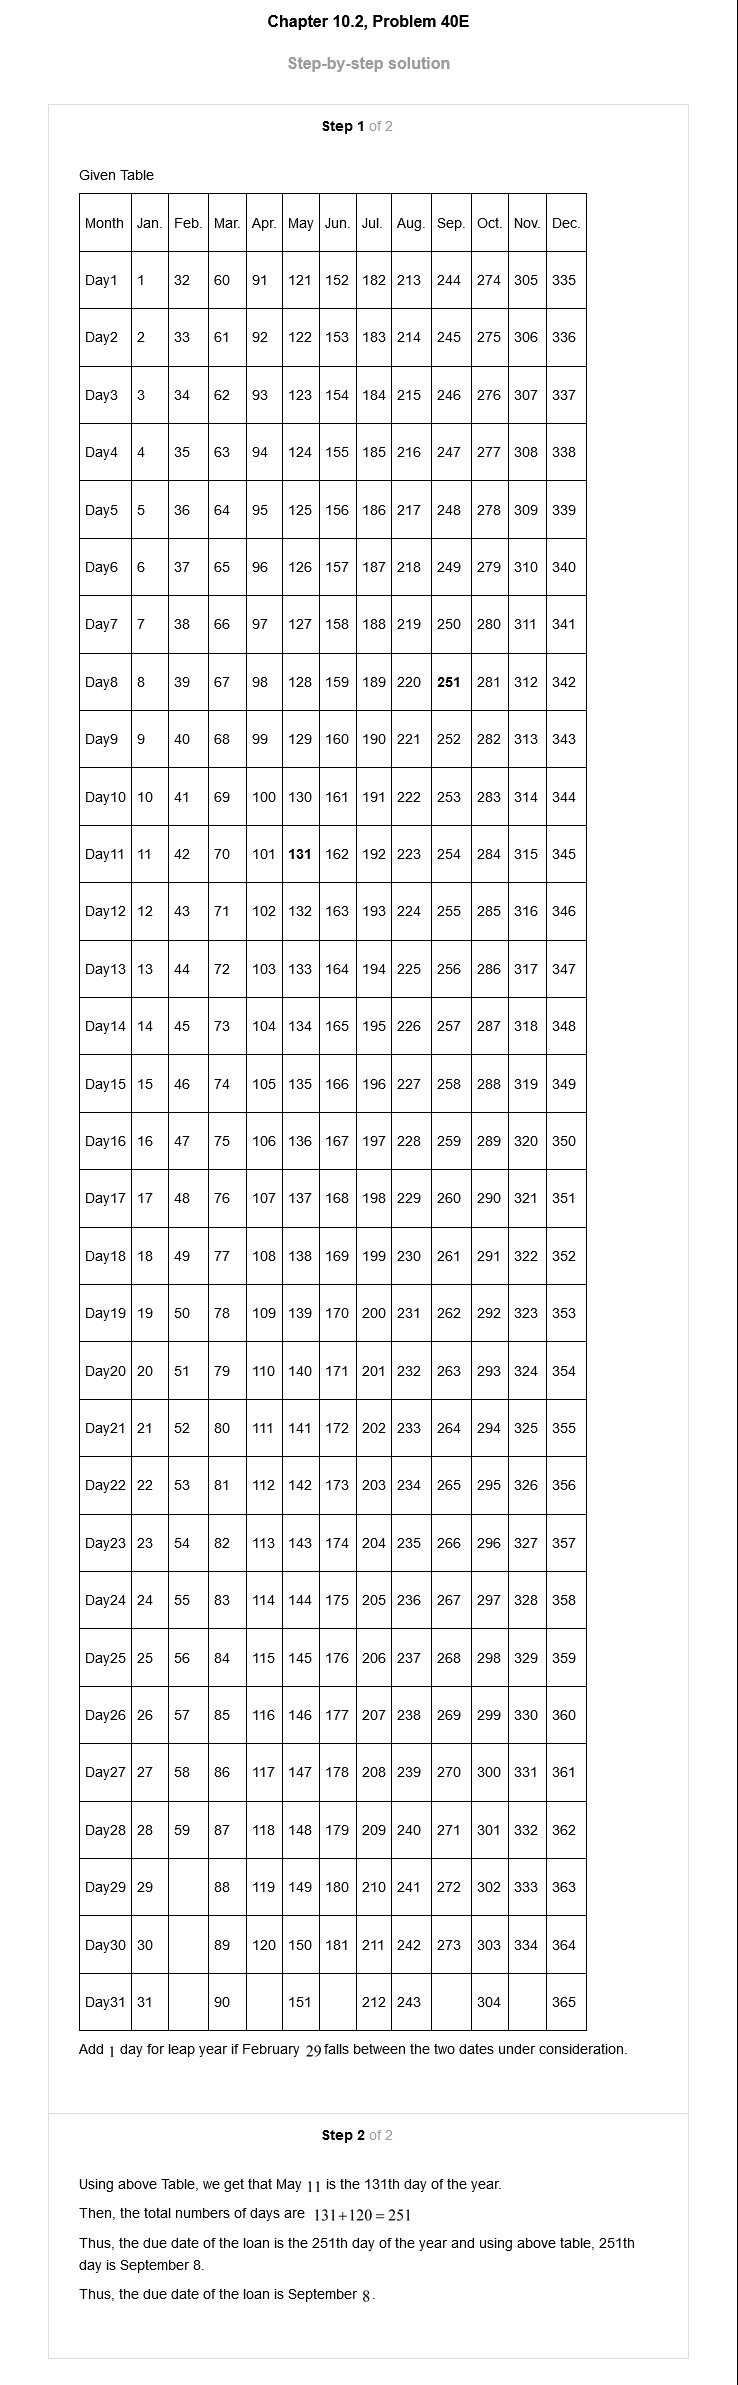 Chapter 10.2, Problem 40E
Step-by-step solution
Step 1 of 2
Given Table
Month Jan. Feb. Mar. Apr. May Jun. Jul. Aug. Sep. Oct. Nov. Dec.
Day1 1 32 60 91 121 152 182 213 244 274 305 335
Day2 2 33 61 92 122 153 183 214 245 275 306 336
Day3 3 34 62 93 123 154 184 215 246 276 307 337
Day4 4 35 63 94 124 155 185 216 247 277 308 338
Day5 5 36 64 95 125 156 186 217 248 278 309 339
Day6 6 37 65 96 126 157 187 218 249 279 310 340
Day7 7 38 66 97 127 158 188 219 250 280 311 341
Day8 8 39 67 98 128 159 189 220 251 281 312 342
Day9 9 40 68 99 129 160 190 221 252 282 313 343
Day10 10 41 69 100 130 161 191 222 253 283 314 344
Day11 11 42 70 101 131 162 192 223 254 284 315 345
Day12 12 43 71 102 132 163 193 224 255 285 316 346
Day13 13 44 72 103 133 164 194 225 256 286 317 347
Day14 14 45 73 104 134 165 195 226 257 287 318 348
Day15 15 46 74 105 135 166 196 227 258 288 319 349
Day16 16 47 75 106 136 167 197 228 259 289 320 350
Day17 17 48 76 107 137 168 198 229 260 290 321 351
Day18 18 49 77 108 138 169 199 230 261 291 322 352
Day19 19 50 78 109 139 170 200 231 262 292 323 353
Day20 20 51 79 110 140 171 201 232 263 293 324 354
Day21 21 52 80 111 141 172 202 233 264 294 325 355
Day22 22 53 81 112 142 173 203 234 265 295 326 356
Day23 23 54 82 113 143 174 204 235 266 296 327 357
Day24 24 55 83 114 144 175 205 236 267 297 328 358
Day25 25 56 84 115 145 176 206 237 268 298 329 359
Day26 26 57 85 116 146 177 207 238 269 299 330 360
Day27 27 58 86 117 147 178 208 239 270 300 331 361
Day28 28 59 87 118 148 179 209 240 271 301 332 362
Day29 29 88 119 149 180 210 241 272 302 333 363
Day30 30 89 120 150 181 211 242 273 303 334 364
Day31 31 90 151 212 243 304 365
Add 1 day for leap year if February 29 falls between the two dates under consideration.
Step 2 of 2
Using above Table, we get that May 11 is the 131th day of the year.
Then, the total numbers of days are 131+120=251
Thus, the due date of the loan is the 251th day of the year and using above table, 251th
day is September 8.
Thus, the due date of the loan is September 8.